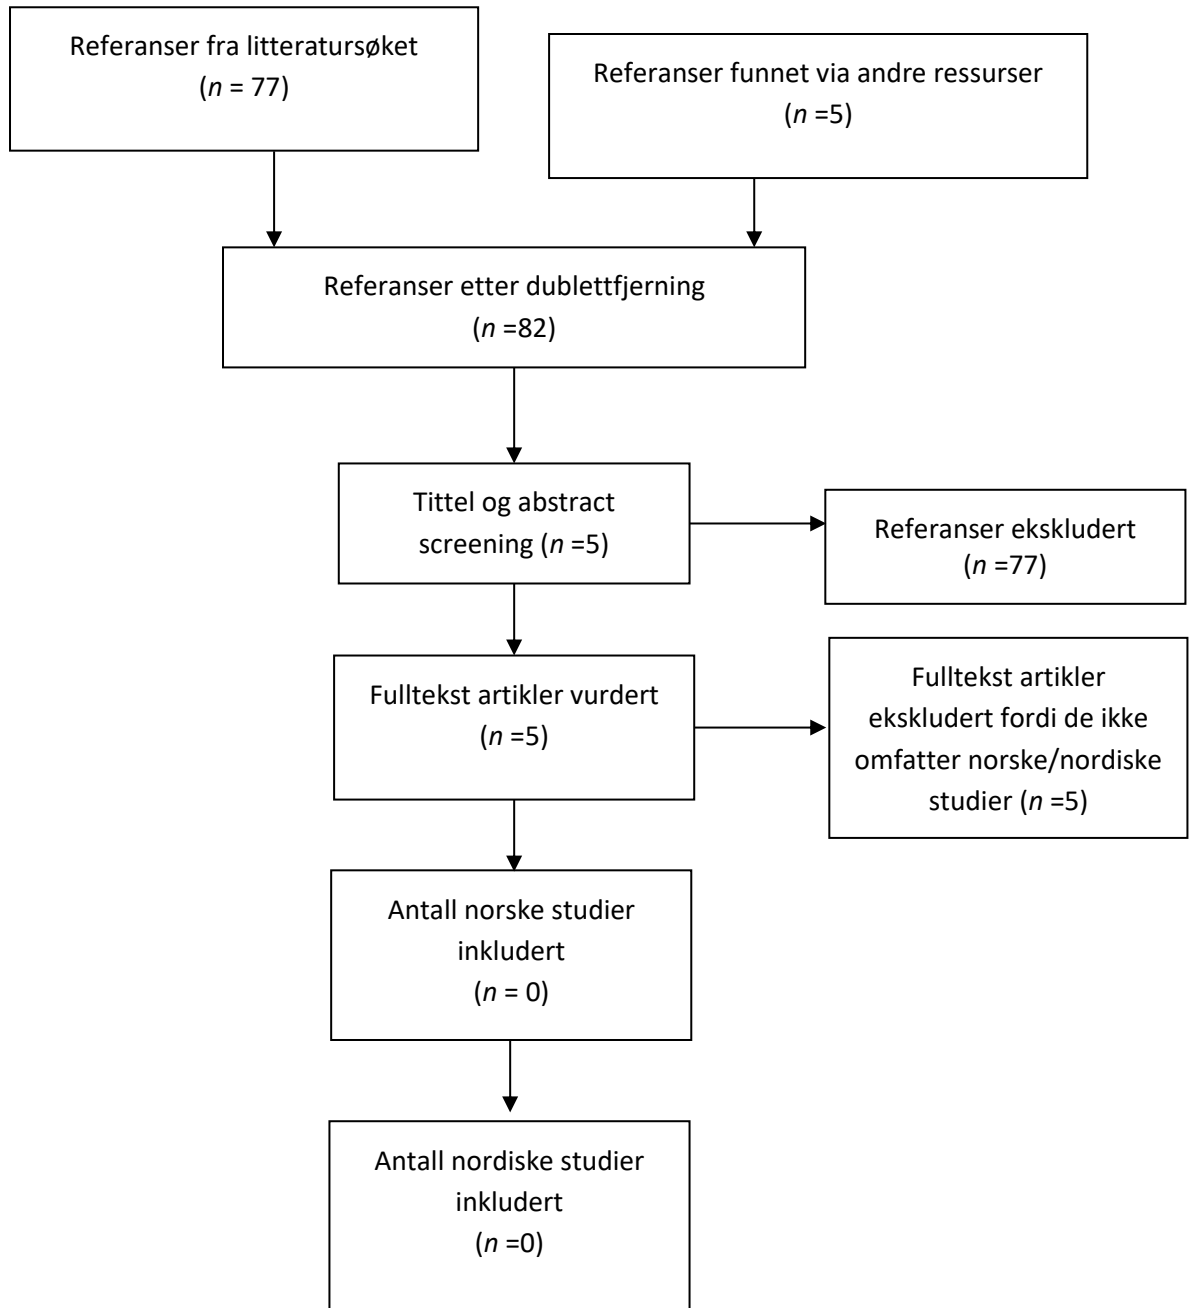 Referanser fra litteratursøket
(n = 77)
Referanser funnet via andre ressurser
(n =5)
Referanser etter dublettfjerning
(n =82)
Tittel og abstract
screening (n =5)
Referanser ekskludert
(n =77)
Fulltekst artikler vurdert
(n =5)
Fulltekst artikler
ekskludert fordi de ikke
omfatter norske/nordiske
studier (n =5)
Antall norske studier
inkludert
(n = 0)
Antall nordiske studier
inkludert
(n =0)